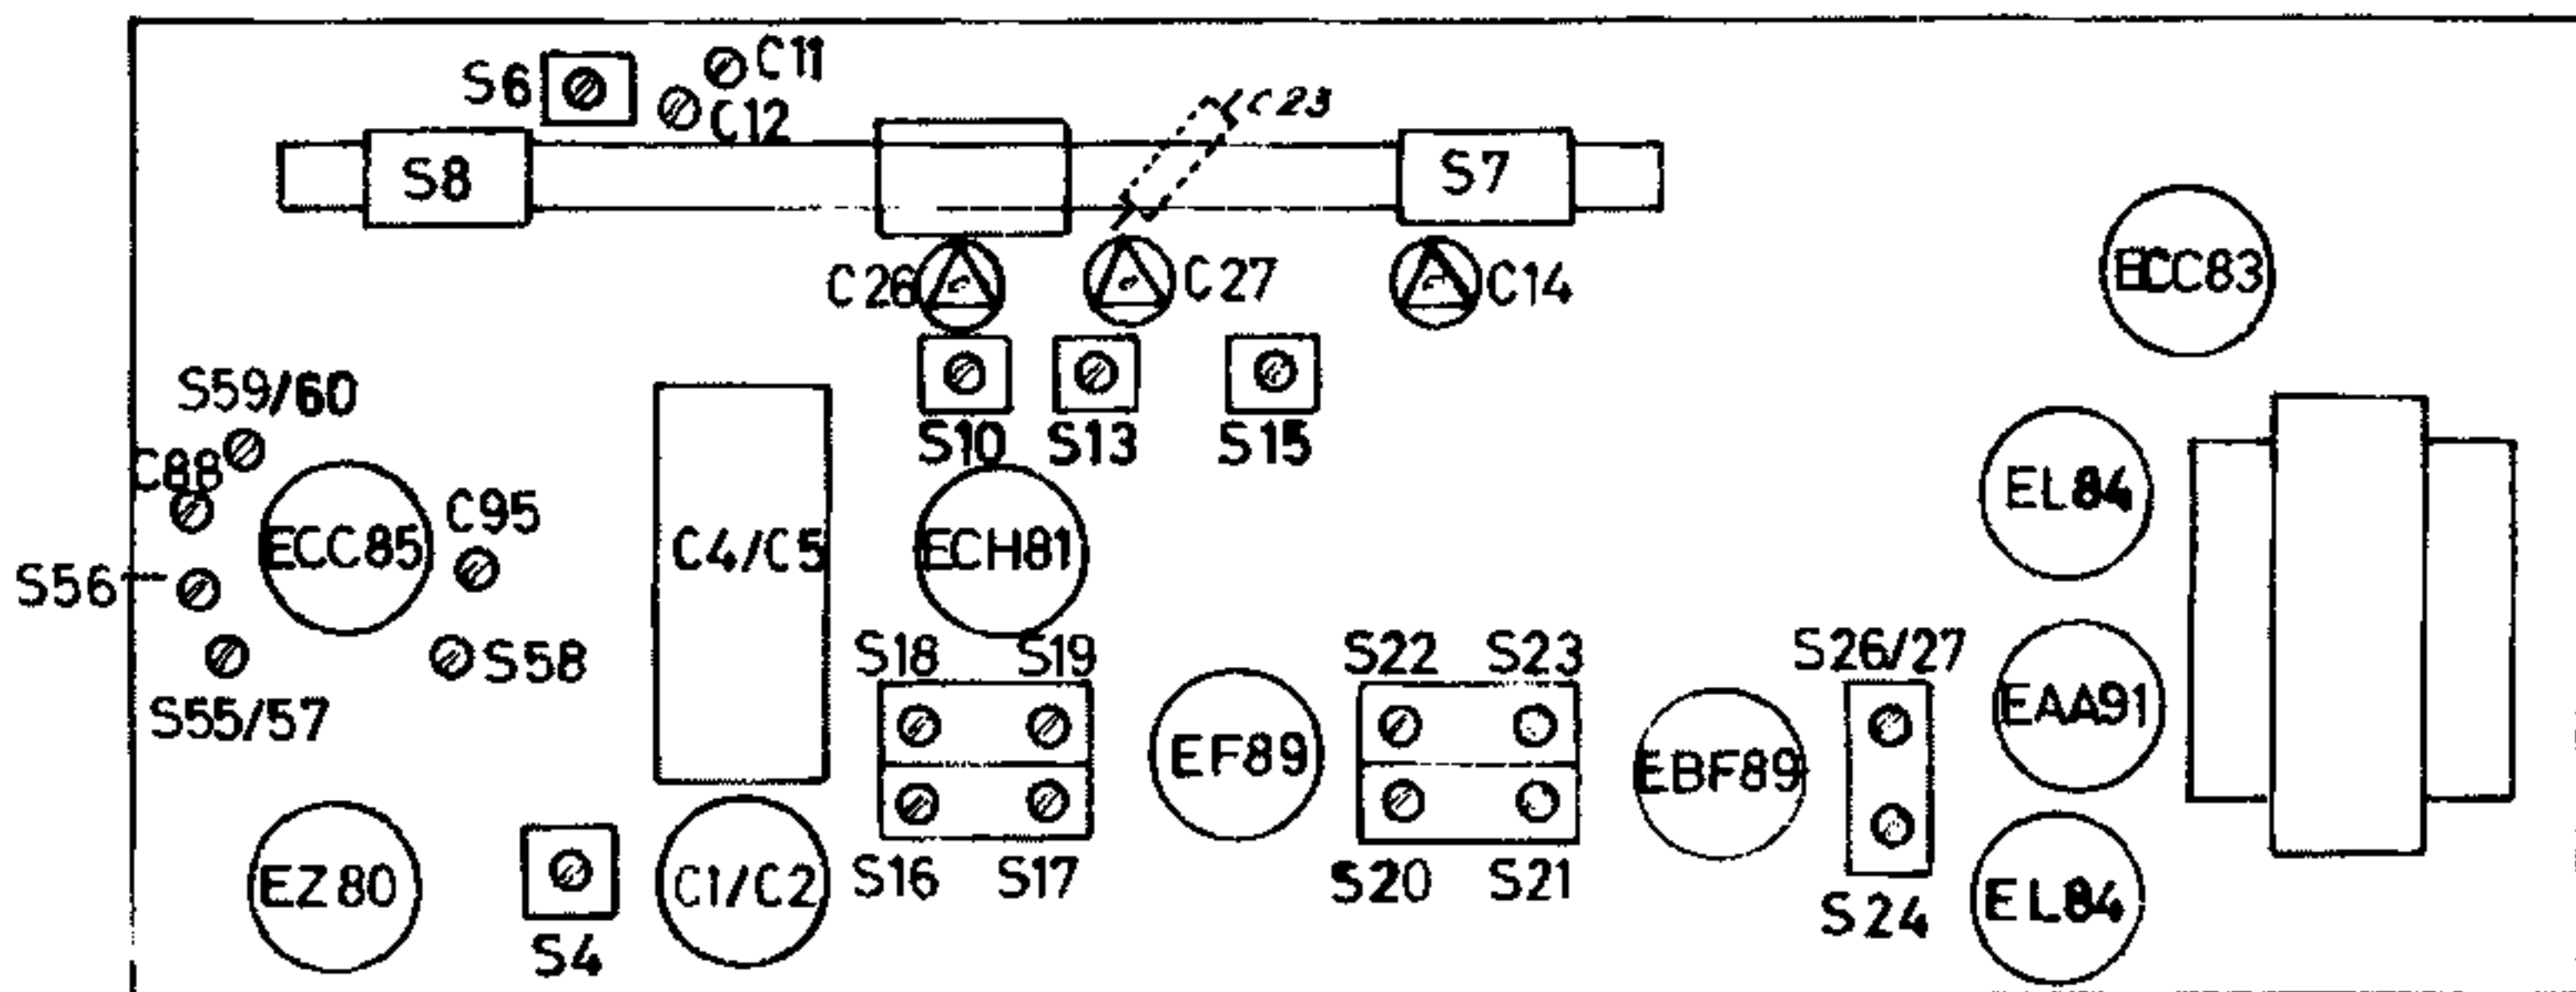 C11
S6
C12
C23
S8
S7
C26
C27
C14
ECC83
S59/60
S10
S13
S15
C88
C95
EL84
ECC85
C4/C5
ECH81
S56
S18
S19
S22
S23
S26/27
S58
S55/57
EAA91
EF89
EBF89
EZ80
C1/C2
S16
S17
S20
S21
S24
EL84
S4